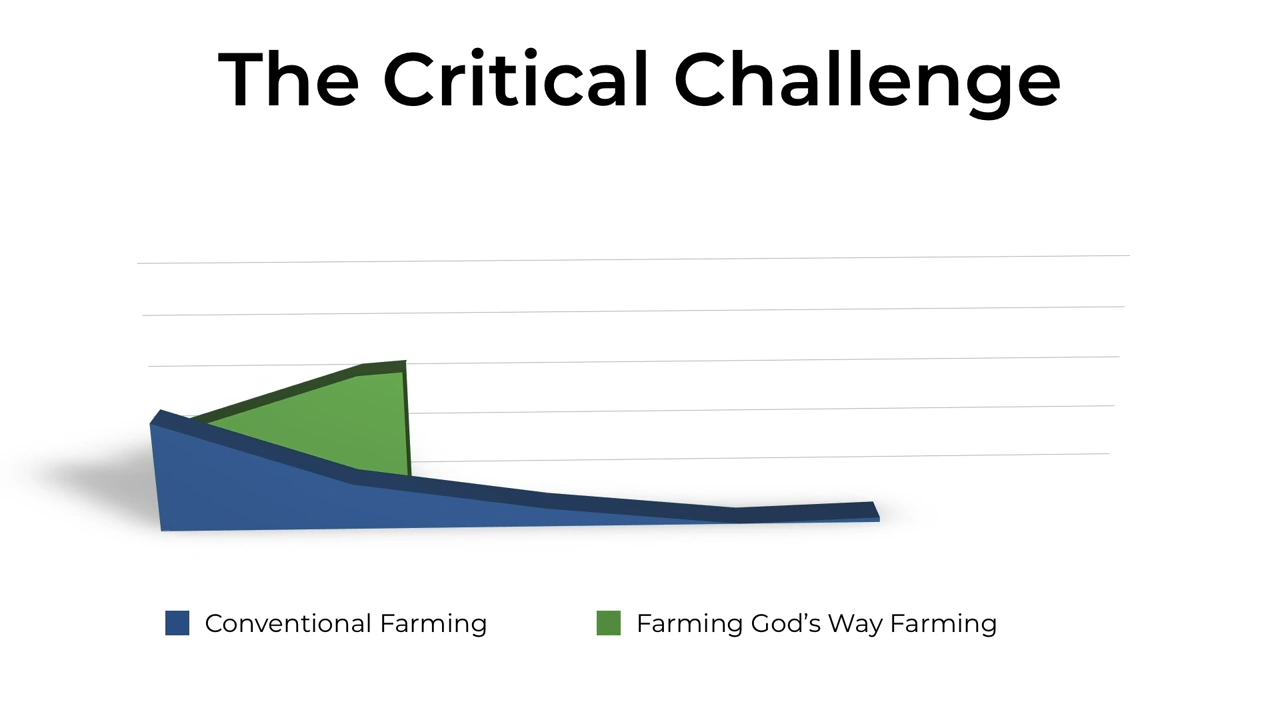 The Critical Challenge
Conventional Farming
Farming God’s Way Farming